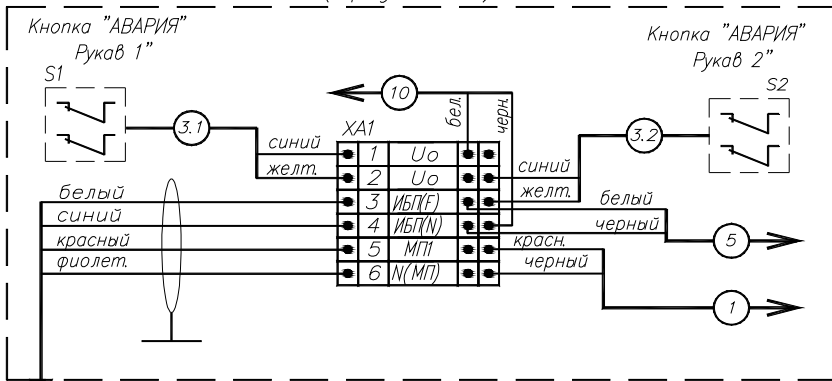 Кнопка "АВАРИЯ"
Рукав 1"
S1
Кнопка "АВАРИЯ"
Рукав 2"
S2
10
бел.
черн.
3.1
3.2
XA1
синий
желт.
белый
синий
красный
фиолет.
1 Uo
2 Uo
3 ИБП(F)
4 ИБП(N)
5 МП1
6 N(МП)
синий
желт.
белый
черный
красн.
черный
5
1